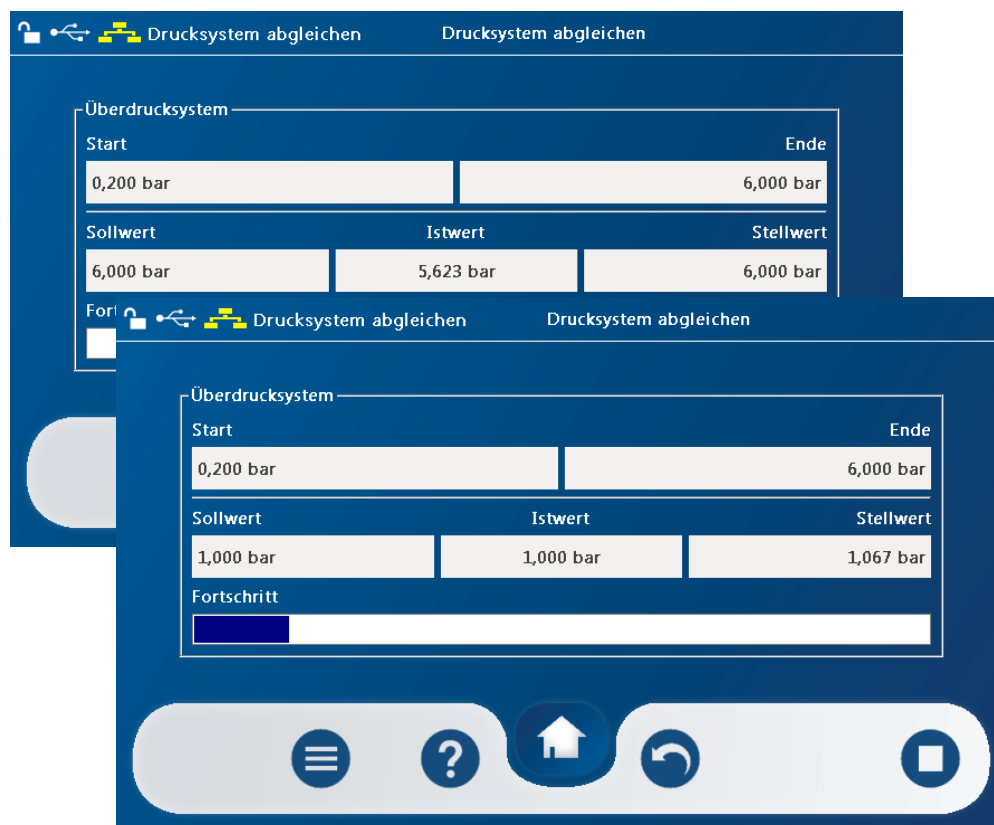 Drucksystem abgleichen Drucksystem abgleichen
Überdrucksystem
Start Ende
0,200 bar 6,000 bar
Sollwert Istwert Stellwert
6,000 bar 5,623 bar 6,000 bar
Drucksystem abgleichen Drucksystem abgleichen
Überdrucksystem
Start Ende
0,200 bar 6,000 bar
Sollwert Istwert Stellwert
1,000 bar 1,000 bar 1,067 bar
Fortschritt